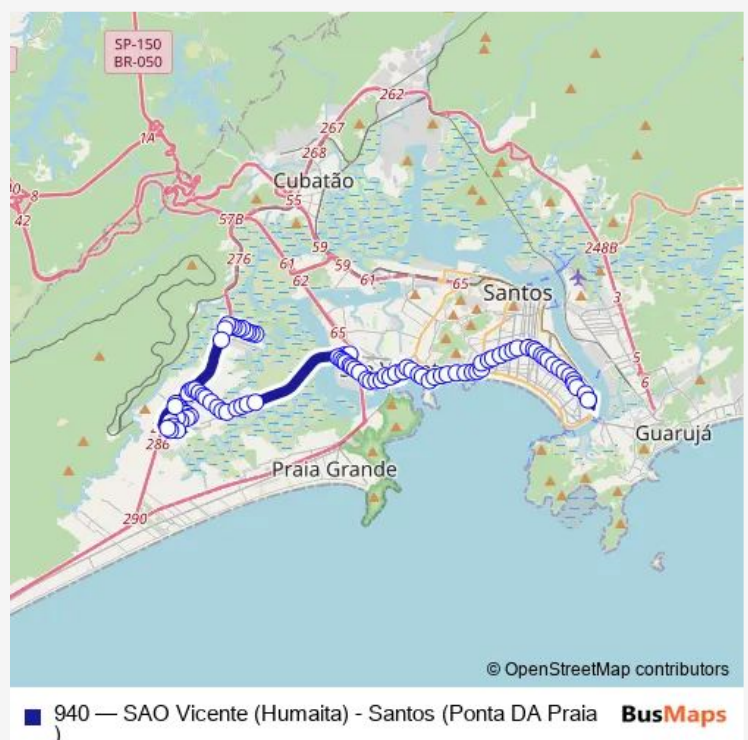 SP-150
BR-050
262
267
1A
268
Cubatão
8
42
55
57B
59
248B
276
61
59
62
61
65
Santos
3
65
5
6
286
Guarujá
Praia Grande
290
© OpenStreetMap contributors
940 — SAO Vicente (Humaita) - Santos (Ponta DA Praia
)
BusMaps